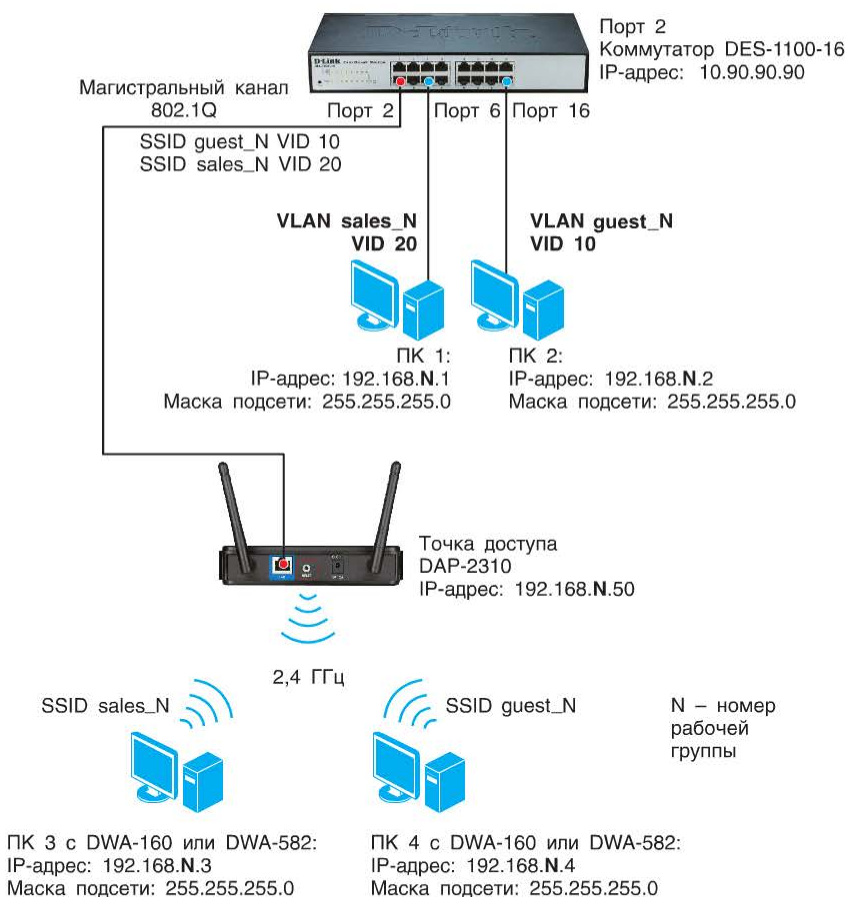 Порт 2
Коммутатор DES-1100-16
IP-адрес: 10.90.90.90
D-Link
Магистральный канал
802.1Q
Порт 2
Порт 6
Порт 16
SSID guest_N VID 10
SSID sales_N VID 20
VLAN sales_N
VID 20
VLAN guest_N
VID 10
ПК 1:
IP-адрес: 192.168.N.1
Маска подсети: 255.255.255.0
ПК 2:
IP-адрес: 192.168.N.2
Маска подсети: 255.255.255.0
Точка доступа
DAP-2310
IP-адрес: 192.168.N.50
2,4 ГГц
SSID sales_N
SSID guest_N
N – номер
рабочей
группы
ПК 3 с DWA-160 или DWA-582:
IP-адрес: 192.168.N.3
Маска подсети: 255.255.255.0
ПК 4 с DWA-160 или DWA-582:
IP-адрес: 192.168.N.4
Маска подсети: 255.255.255.0